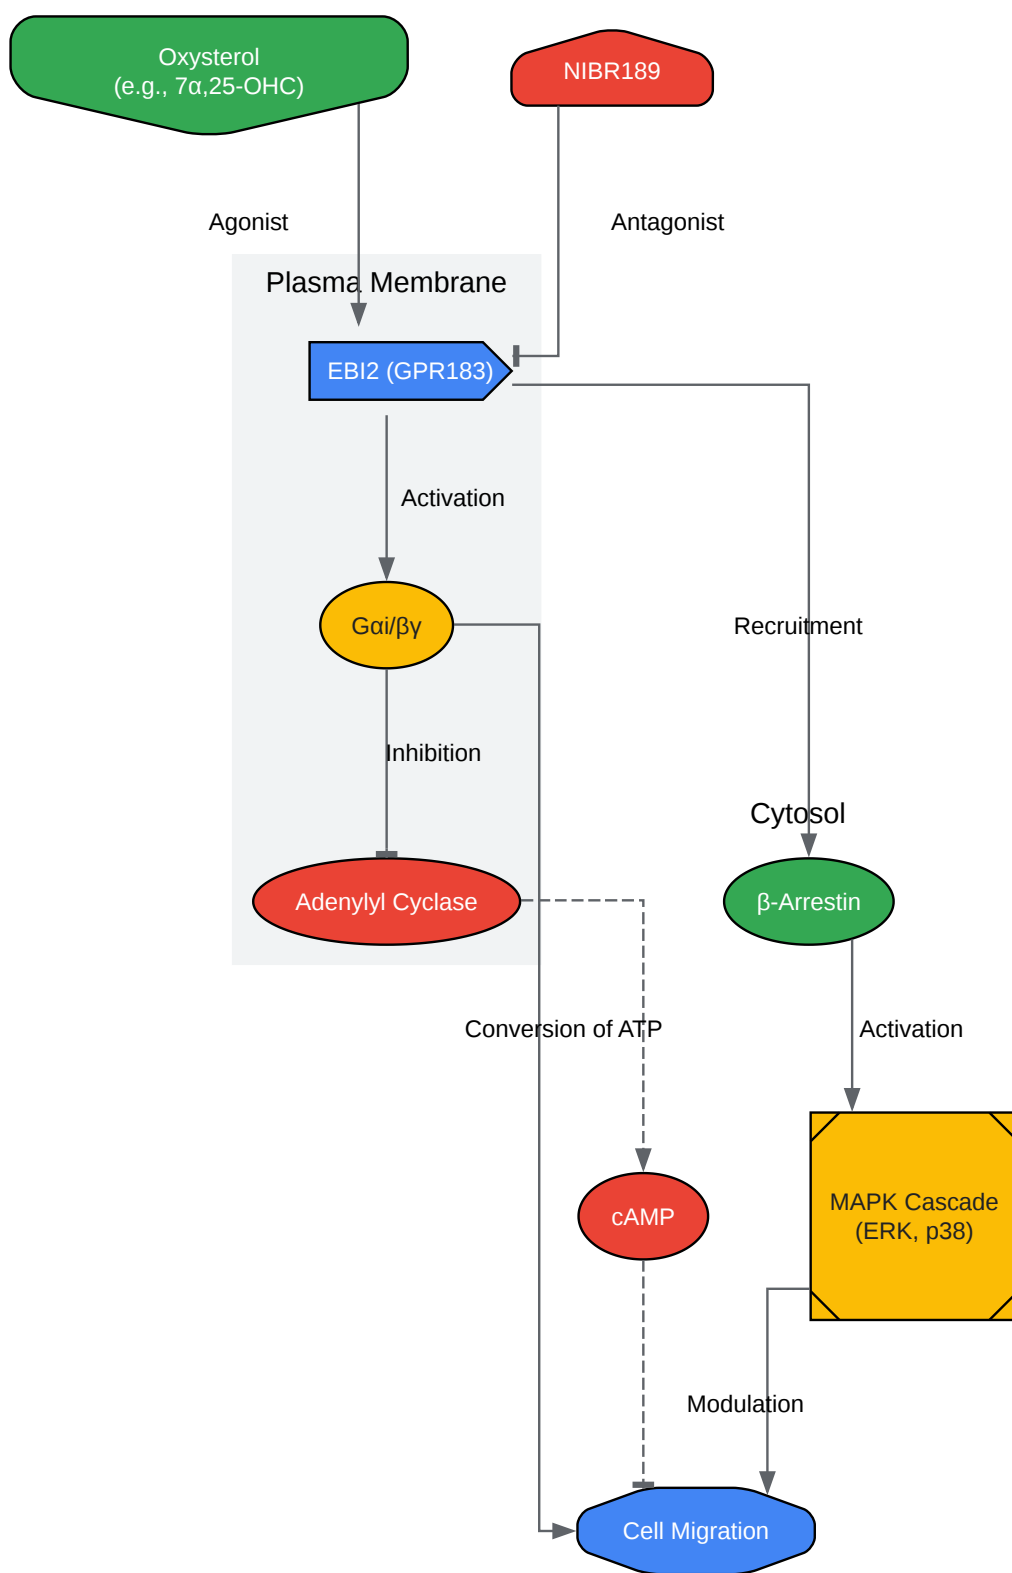 Oxysterol
(e.g., 7α,25-OHC)
NIBR189
Agonist
Antagonist
Plasma Membrane
EBI2 (GPR183)
Activation
Gαi/βγ
Recruitment
Inhibition
Cytosol
Adenylyl Cyclase
β-Arrestin
Conversion of ATP
Activation
MAPK Cascade
(ERK, p38)
cAMP
Modulation
Cell Migration